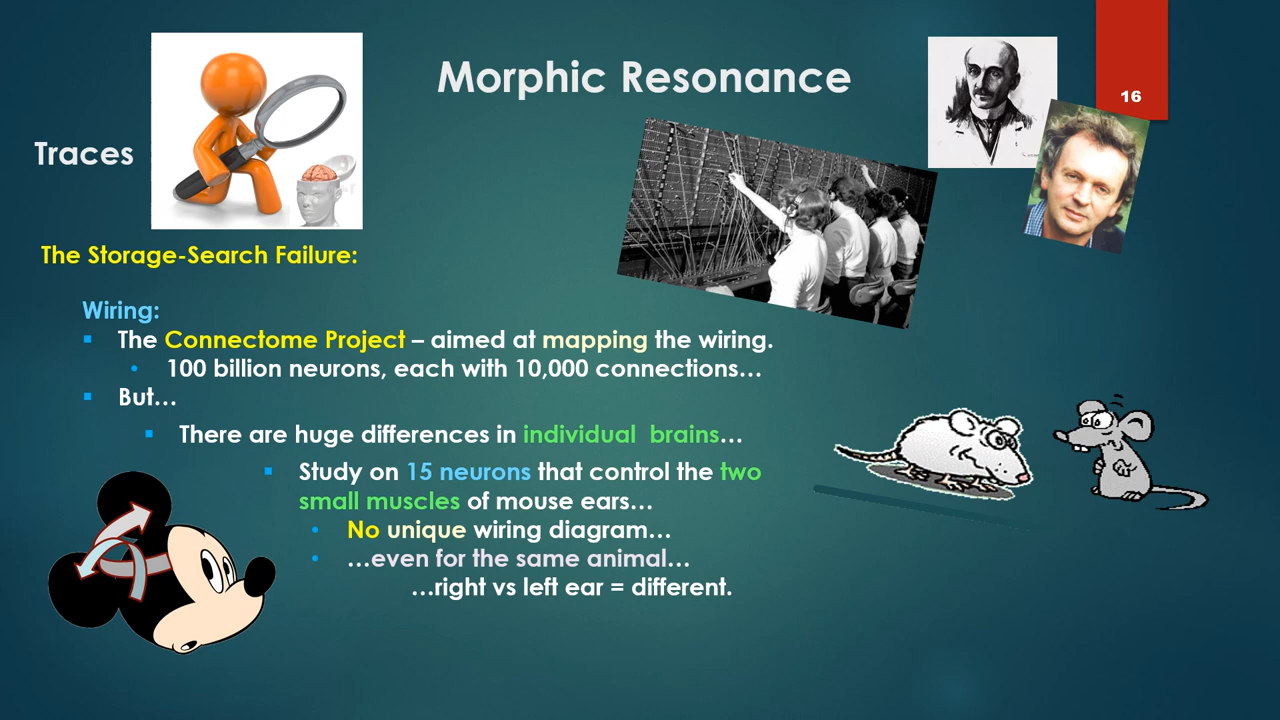 Morphic Resonance
16
Traces
The Storage-Search Failure:
Wiring:
▪ The Connectome Project – aimed at mapping the wiring.
• 100 billion neurons, each with 10,000 connections…
▪ But…
▪ There are huge differences in individual brains…
▪ Study on 15 neurons that control the two
small muscles of mouse ears…
• No unique wiring diagram…
• …even for the same animal…
…right vs left ear = different.